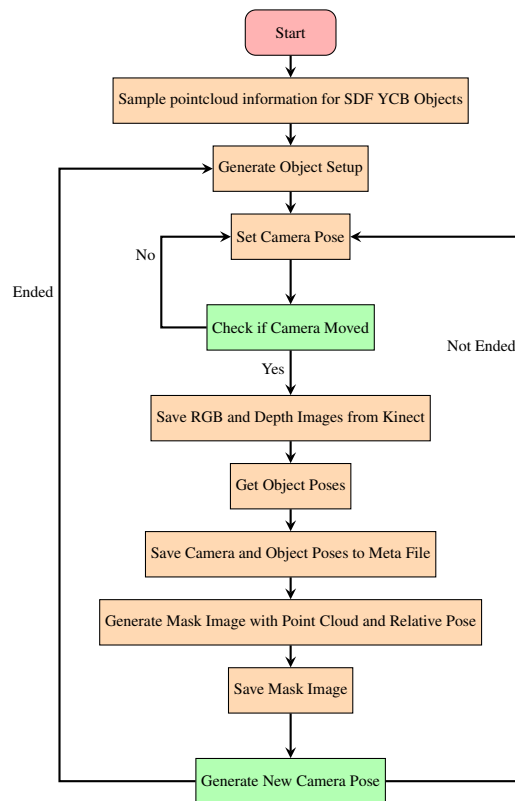 Start
Sample pointcloud information for SDF YCB Objects
Generate Object Setup
Set Camera Pose
No
Ended
Check if Camera Moved
Not Ended
Yes
Save RGB and Depth Images from Kinect
Get Object Poses
Save Camera and Object Poses to Meta File
Generate Mask Image with Point Cloud and Relative Pose
Save Mask Image
Generate New Camera Pose